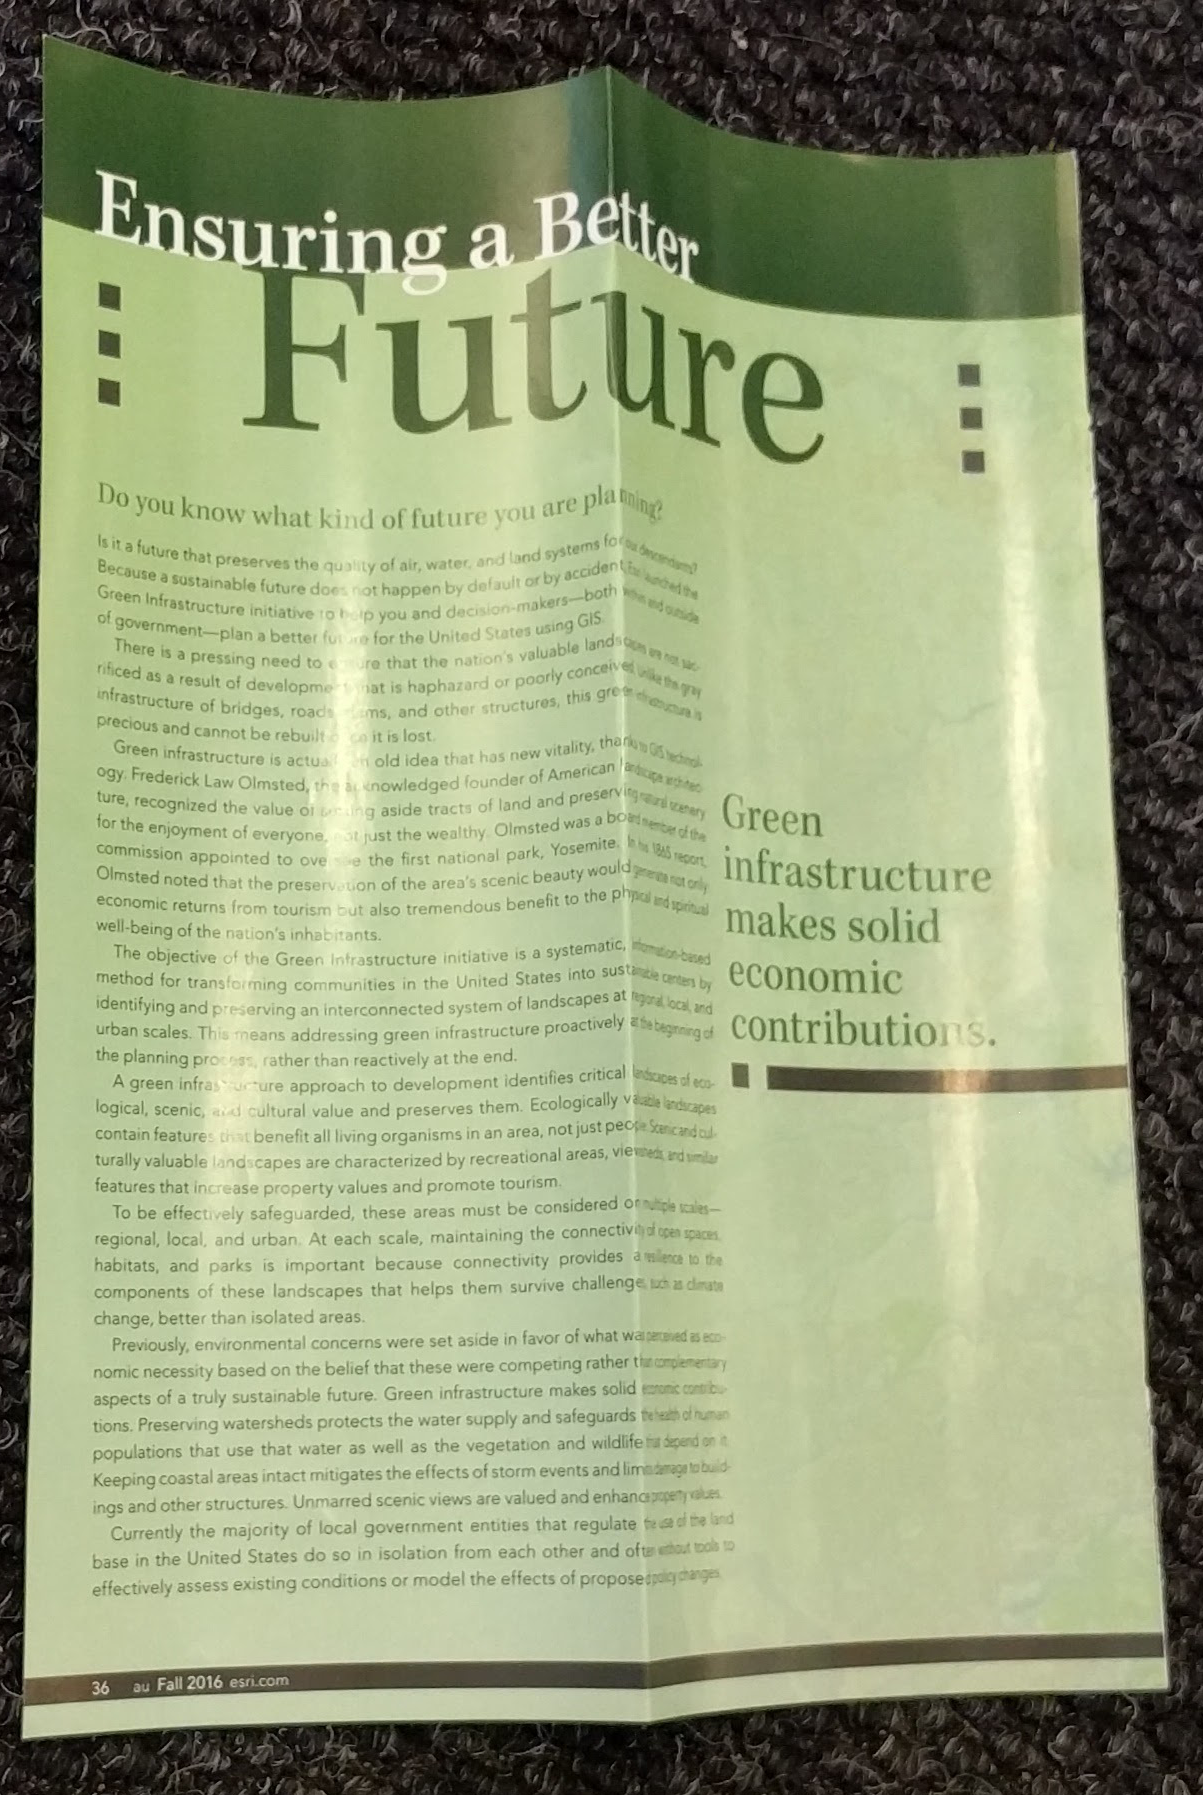 Ensuring a Better
Future
Do you know what kind of future you are planning?
Is it a future that preserves the quality of air, water, and land systems for our descendants?
Because a sustainable future does not happen by default or by accident, Esri launched the
Green Infrastructure initiative to help you and decision-makers—both within and outside
of government—plan a better future for the United States using GIS.
There is a pressing need to ensure that the nation's valuable landscapes are not sac-
rificed as a result of development that is haphazard or poorly conceived. Unlike the gray
infrastructure of bridges, roads, dams, and other structures, this green infrastructure is
precious and cannot be rebuilt once it is lost.
Green infrastructure is actually an old idea that has new vitality, thanks to GIS technol-
ogy. Frederick Law Olmsted, the acknowledged founder of American landscape architec-
ture, recognized the value of setting aside tracts of land and preserving natural scenery
for the enjoyment of everyone, not just the wealthy. Olmsted was a board member of the
commission appointed to oversee the first national park, Yosemite. In his 1865 report,
Olmsted noted that the preservation of the area's scenic beauty would generate not only
economic returns from tourism but also tremendous benefit to the physical and spiritual
well-being of the nation's inhabitants.
The objective of the Green Infrastructure initiative is a systematic, information-based
method for transforming communities in the United States into sustainable centers by
identifying and preserving an interconnected system of landscapes at regional, local, and
urban scales. This means addressing green infrastructure proactively at the beginning of
the planning process, rather than reactively at the end.
A green infrastructure approach to development identifies critical landscapes of eco-
logical, scenic, and cultural value and preserves them. Ecologically valuable landscapes
contain features that benefit all living organisms in an area, not just people. Scenic and cul-
turally valuable landscapes are characterized by recreational areas, viewsheds, and similar
features that increase property values and promote tourism.
To be effectively safeguarded, these areas must be considered on multiple scales—
regional, local, and urban. At each scale, maintaining the connectivity of open spaces,
habitats, and parks is important because connectivity provides a resilience to the
components of these landscapes that helps them survive challenges, such as climate
change, better than isolated areas.
Previously, environmental concerns were set aside in favor of what was perceived as eco-
nomic necessity based on the belief that these were competing rather than complementary
aspects of a truly sustainable future. Green infrastructure makes solid economic contribu-
tions. Preserving watersheds protects the water supply and safeguards the health of human
populations that use that water as well as the vegetation and wildlife that depend on it.
Keeping coastal areas intact mitigates the effects of storm events and limits damage to build-
ings and other structures. Unmarred scenic views are valued and enhance property values.
Currently the majority of local government entities that regulate the use of the land
base in the United States do so in isolation from each other and often without tools to
effectively assess existing conditions or model the effects of proposed policy changes.
Green
infrastructure
makes solid
economic
contributions.
36 au Fall 2016 esri.com